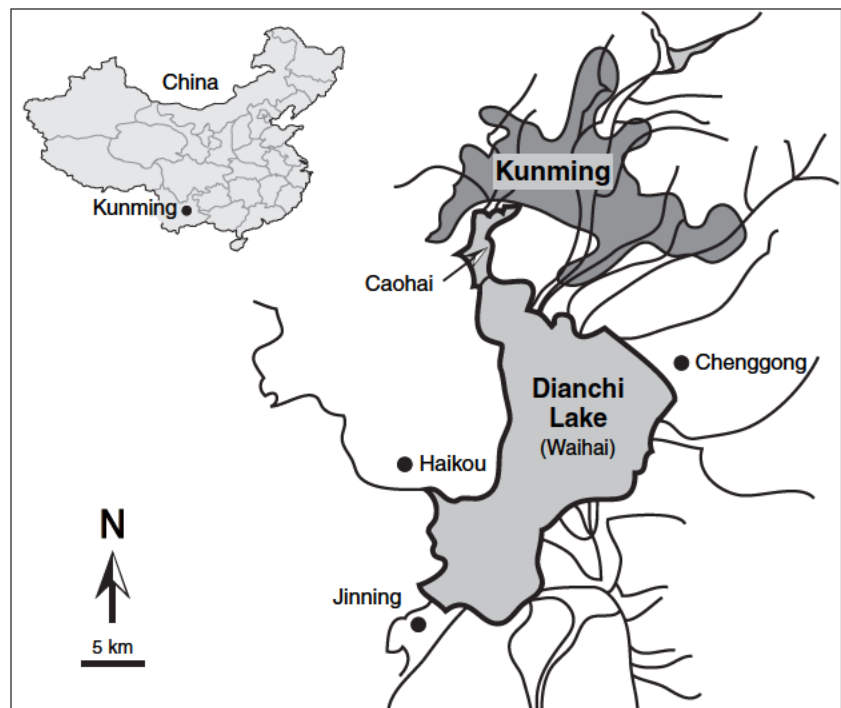 China
Kunming
Kunming
Caohai
Chenggong
Dianchi
Lake
(Waihai)
Haikou
N
Jinning
5 km